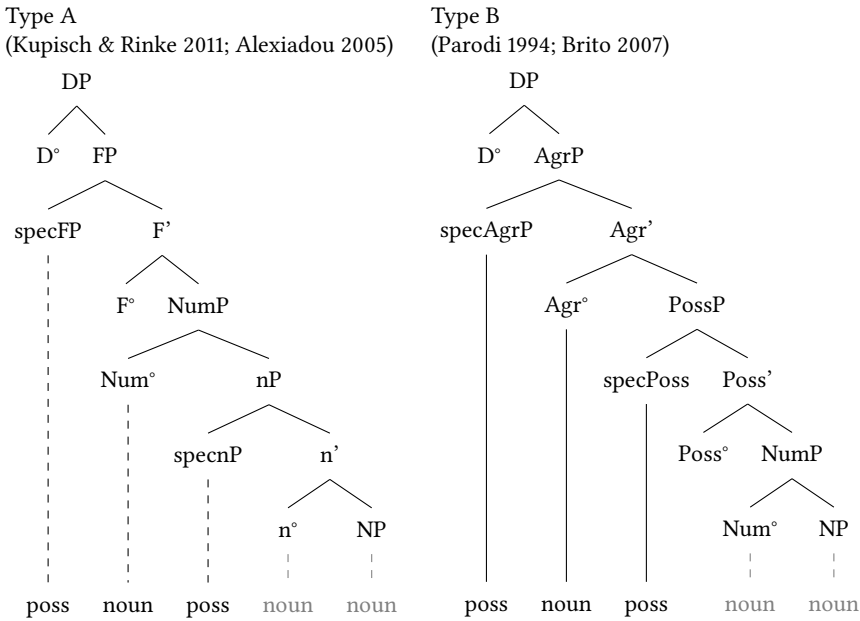 Type A
(Kupisch & Rinke 2011; Alexiadou 2005)
DP
D° FP
specFP F’
F° NumP
Num° nP
specnP n’
n° NP
poss noun poss noun noun
Type B
(Parodi 1994; Brito 2007)
DP
D° AgrP
specAgrP Agr’
Agr° PossP
specPoss Poss’
Poss° NumP
Num° NP
poss noun poss noun noun